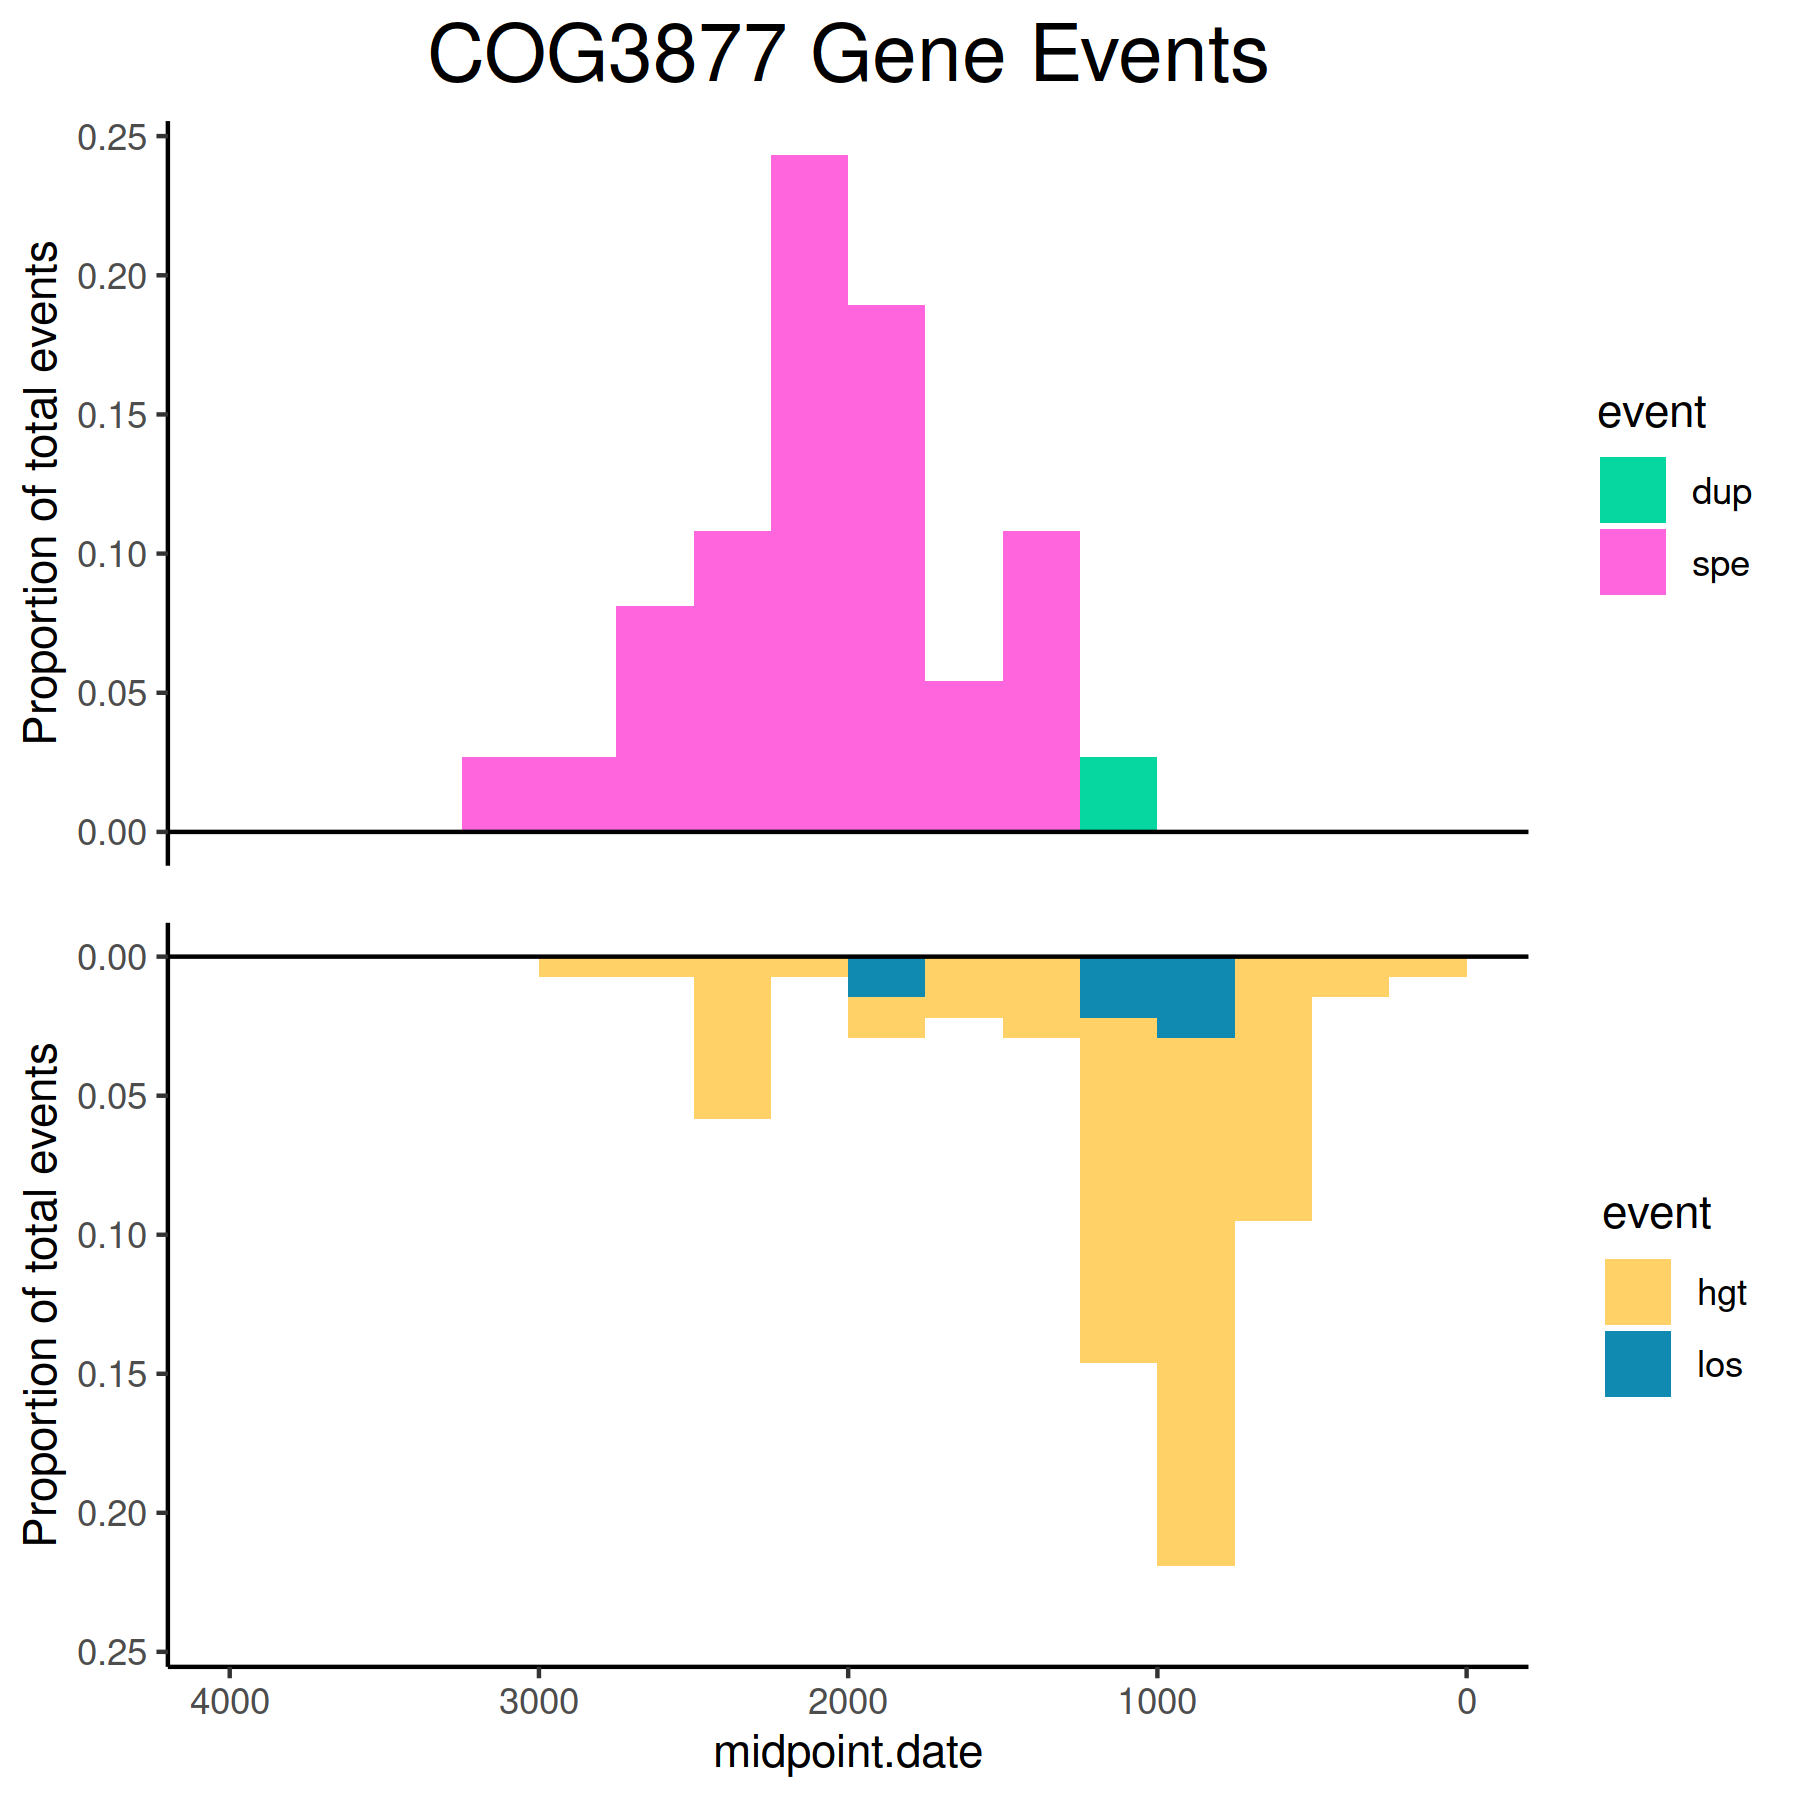 COG3877 Gene Events
Proportion of total events
0.25
0.20
0.15
0.10
0.05
0.00
event
dup
spe
Proportion of total events
0.00
0.05
0.10
0.15
0.20
0.25
event
hgt
los
4000 3000 2000 1000 0
midpoint.date